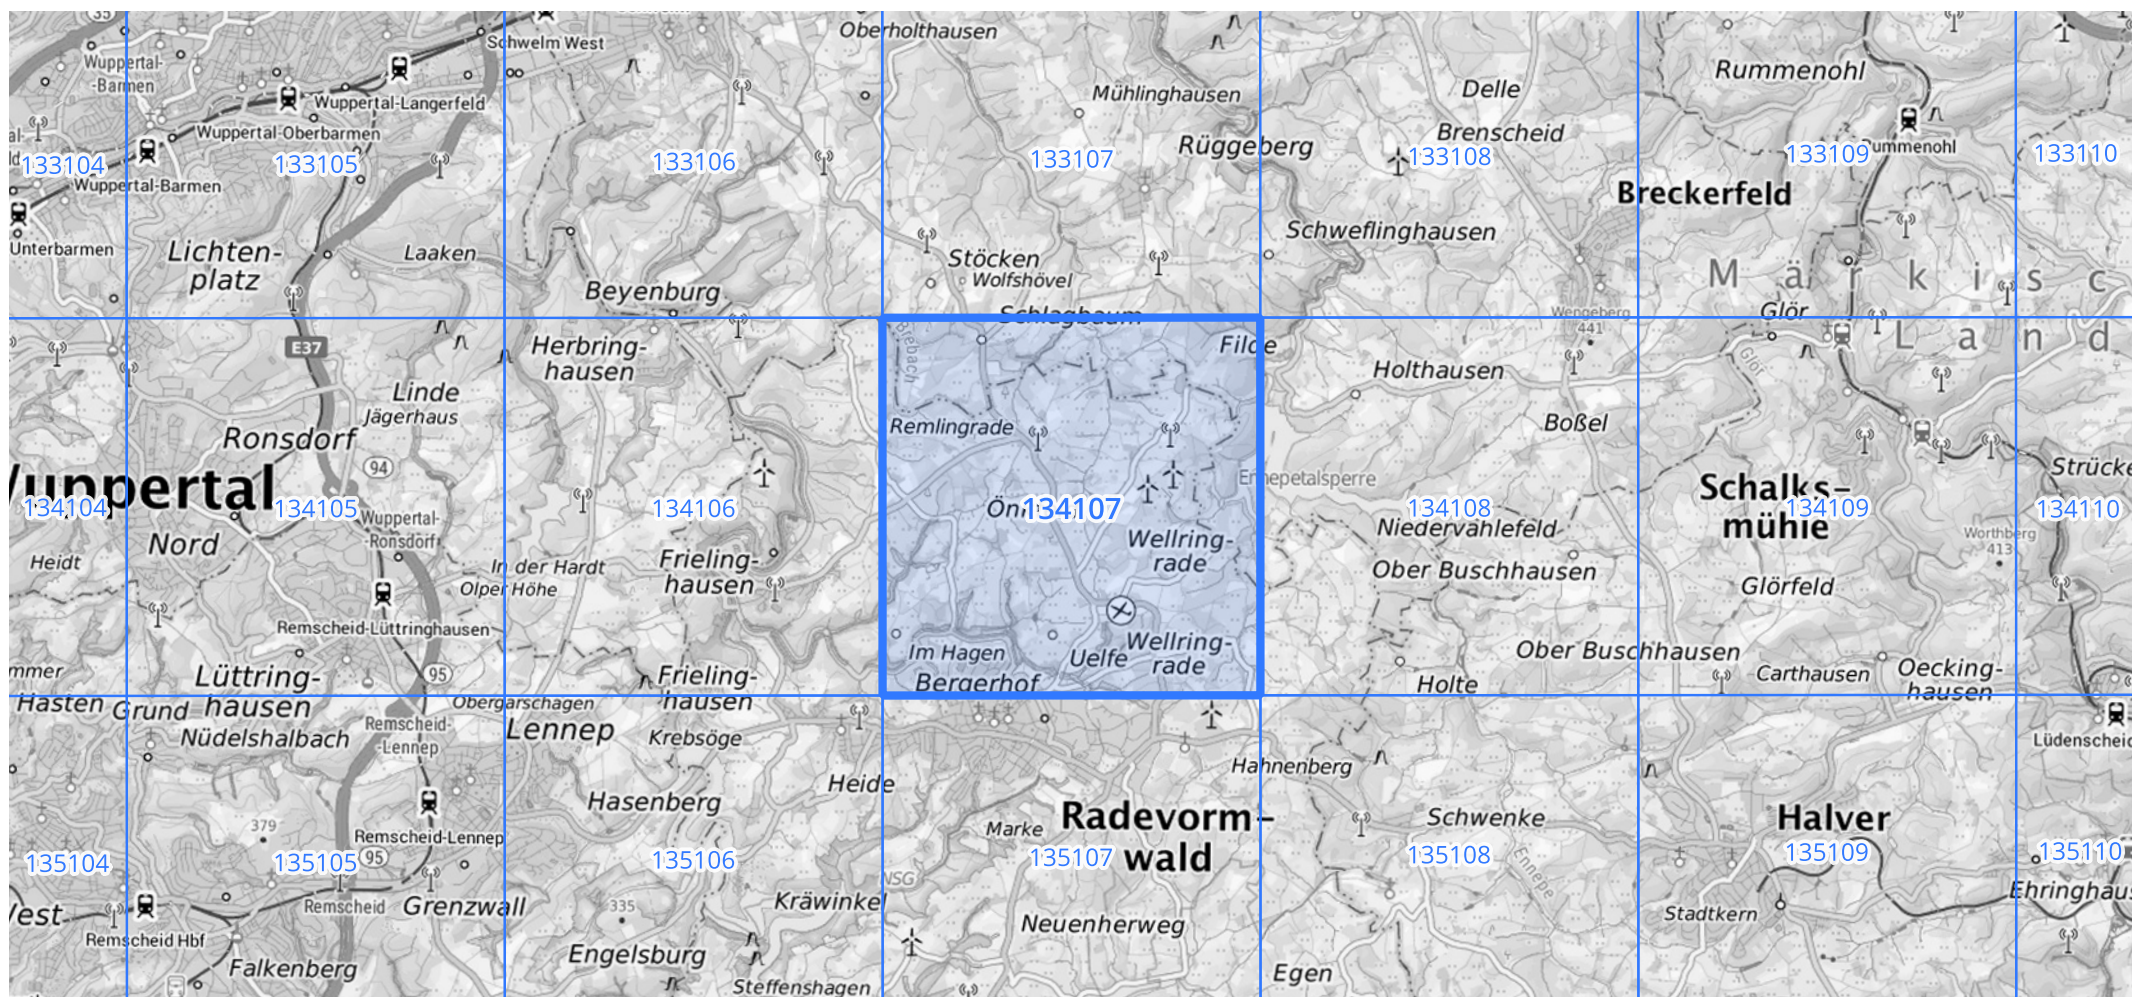 35
Oberholthausen
Schwelm West
Wuppertal-
-Barmen
Rummenohl
Delle
Mühlinghausen
Wuppertal-Langerfeld
Wuppertal-Oberbarmen
Brenscheid
Rüggeberg
Rummenohl
133104
133105
133106
133107
133108
133109
133110
Wuppertal-Barmen
Breckerfeld
Unterbarmen
Lichten-
platz
Laaken
Schweflinghausen
Stöcken
Wolfshövel
Beyenburg
Märkisc
Glör
Wengeberg
441
Schlagbaum
E37
Herbring-
hausen
Filde
Land
Glör
Holthausen
Linde
Jägerhaus
Boßel
Remlingrade
Ronsdorf
94
Strücke
Ennepetalsperre
Wuppertal
Schalks-
mühle
134104
134105
134106
134107
134108
134109
134110
Wuppertal-
-Ronsdorf
Nord
Niedervahlefeld
Worthberg
413
Wellring-
rade
Heidt
In der Hardt
Olper Höhe
Frieling-
hausen
Ober Buschhausen
Glörfeld
Remscheid-Lüttringhausen
Im Hagen
Uelfe
Wellring-
rade
Ober Buschhausen
Carthausen
Oecking-
hausen
95
Lüttring-
hausen
Frieling-
hausen
Bergerhof
Holte
Hasten
Grund
Obergarschagen
Remscheid-
-Lennep
Lennep
Krebsöge
Nüdelshalbach
Lüdenscheid
Hahnenberg
Heide
Hasenberg
379
Remscheid-Lennep
Marke
Radevorm-
wald
Schwenke
Halver
135104
135105
95
135106
135107
135108
135109
135110
NSG
Ennepe
Ehringhaus
335
Remscheid
Grenzwall
Kräwinkel
Stadtkern
Remscheid Hbf
Neuenherweg
Engelsburg
Falkenberg
Egen
Steffenshagen